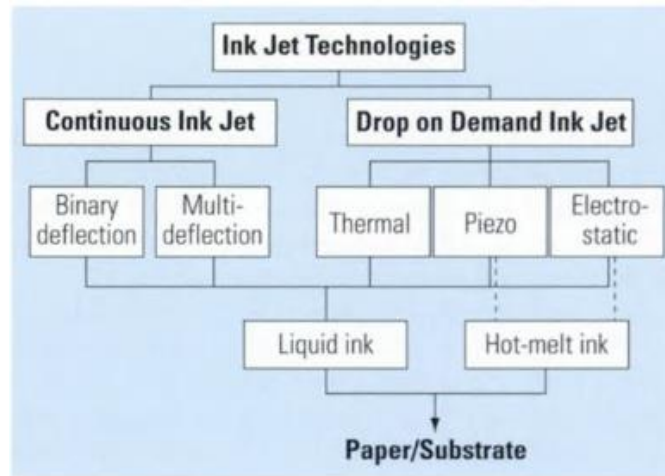 Ink Jet Technologies
Continuous Ink Jet
Drop on Demand Ink Jet
Binary
deflection
Multi-
deflection
Thermal
Piezo
Electro-
static
Liquid ink
Hot-melt ink
Paper/Substrate